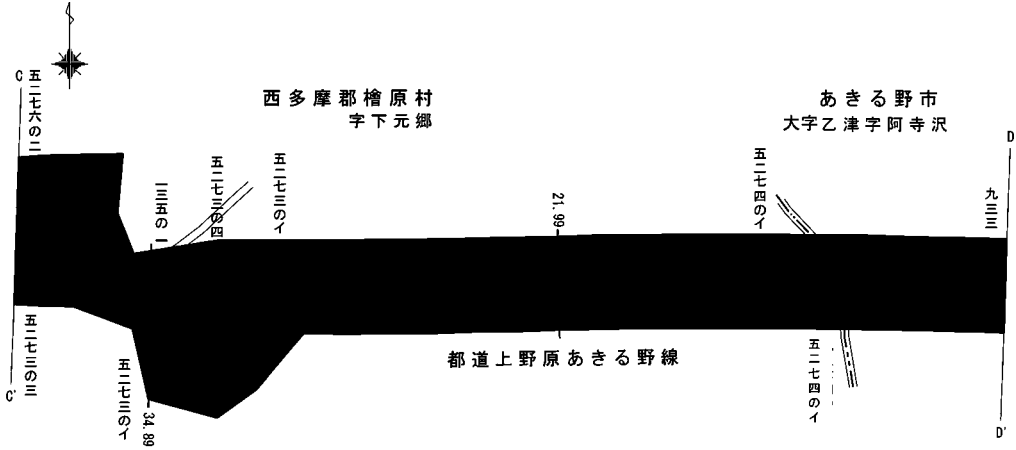 C
五二七六の二
西多摩郡檜原村
字下元郷
あきる野市
大字乙津字阿寺沢
D
一三五の一
五二七三の四
五二七三のイ
21.99
五二七四のイ
九三三
五二七三の三
C'
五二七三のイ
34.89
都道上野原あきる野線
五二七四のイ
D'